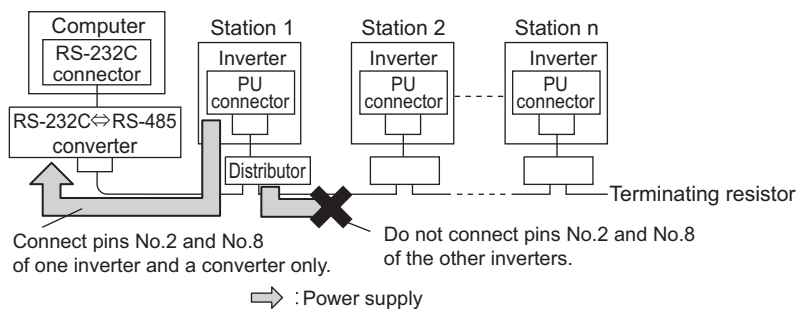 Computer
RS-232C
connector
RS-232C⇔RS-485
converter
Station 1
Inverter
PU
connector
Distributor
Station 2
Inverter
PU
connector
Station n
Inverter
PU
connector
Terminating resistor
Connect pins No.2 and No.8
of one inverter and a converter only.
Do not connect pins No.2 and No.8
of the other inverters.
: Power supply